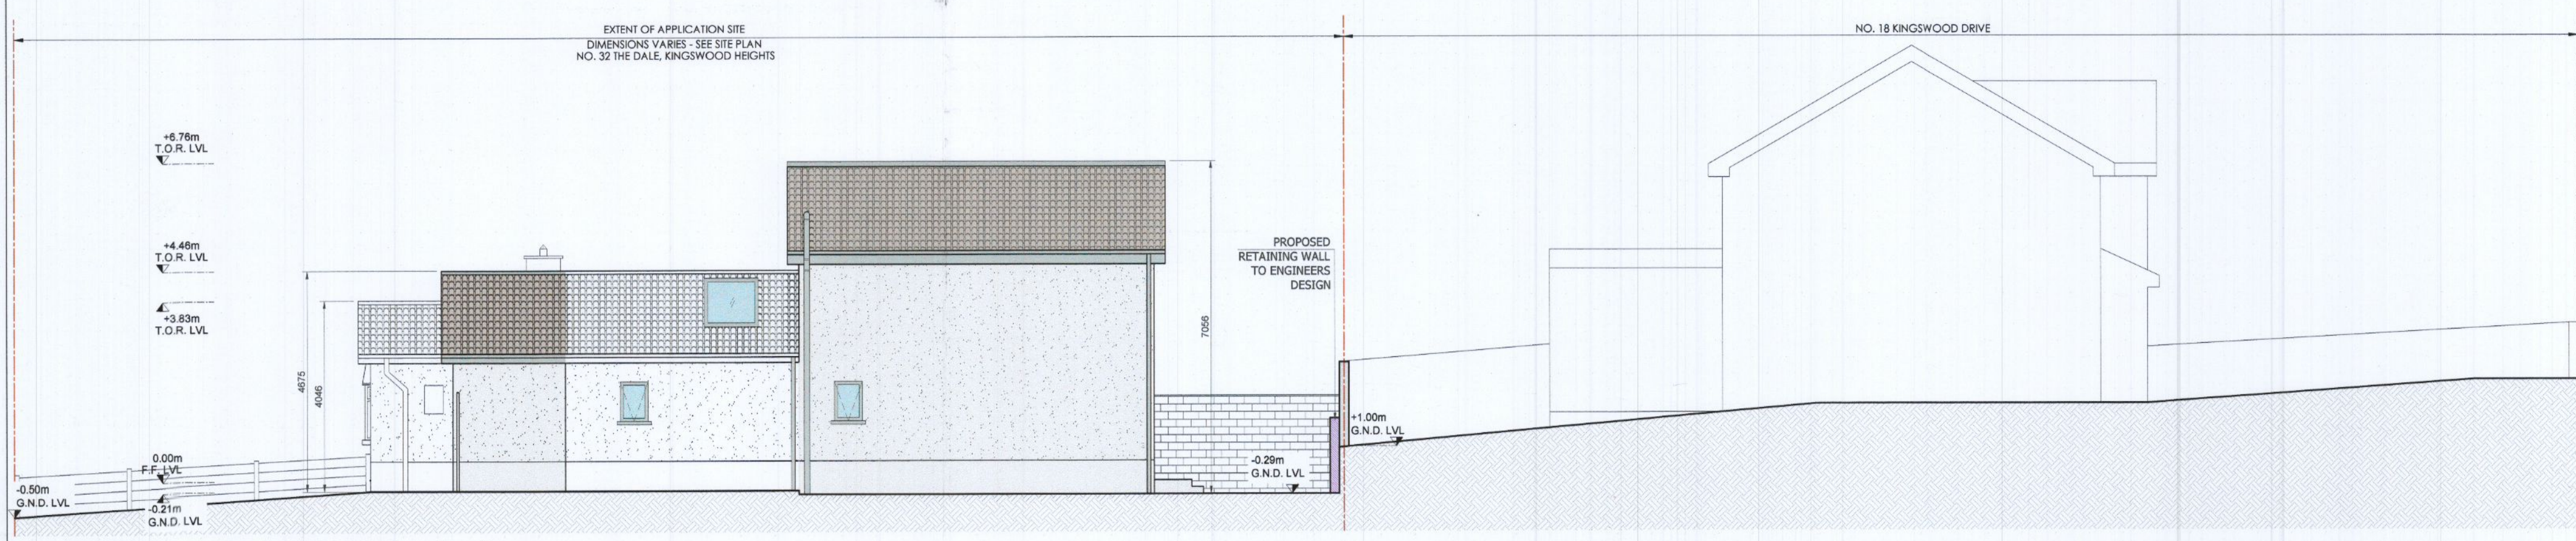 EXTENT OF APPLICATION SITE
DIMENSIONS VARIES - SEE SITE PLAN
NO. 32 THE DALE, KINGSWOOD HEIGHTS
NO. 18 KINGSWOOD DRIVE
+6.76m
T.O.R. LVL
+4.46m
T.O.R. LVL
+3.83m
T.O.R. LVL
4675
4046
7056
PROPOSED
RETAINING WALL
TO ENGINEERS
DESIGN
+1.00m
G.N.D. LVL
0.00m
F.F. LVL
-0.29m
G.N.D. LVL
-0.50m
G.N.D. LVL
-0.21m
G.N.D. LVL